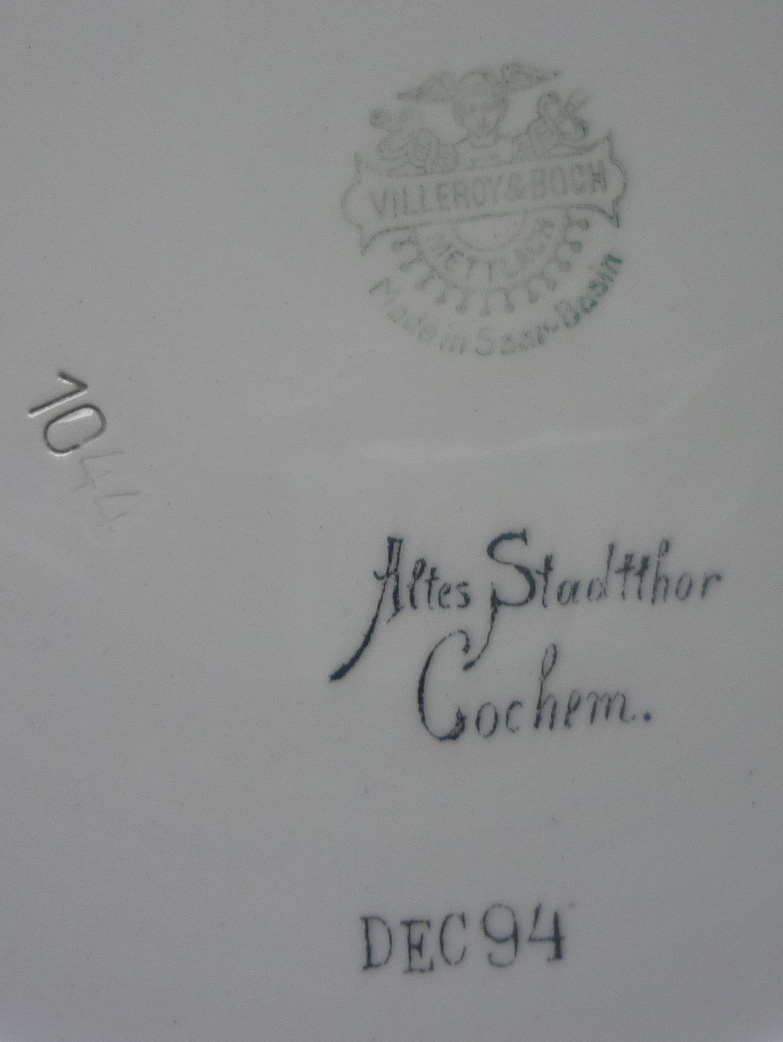 VILLEROY & BOCH
METTLACH
Made in Saar-Basin
1044
Altes Stadtthor
Cochem.
DEC 94